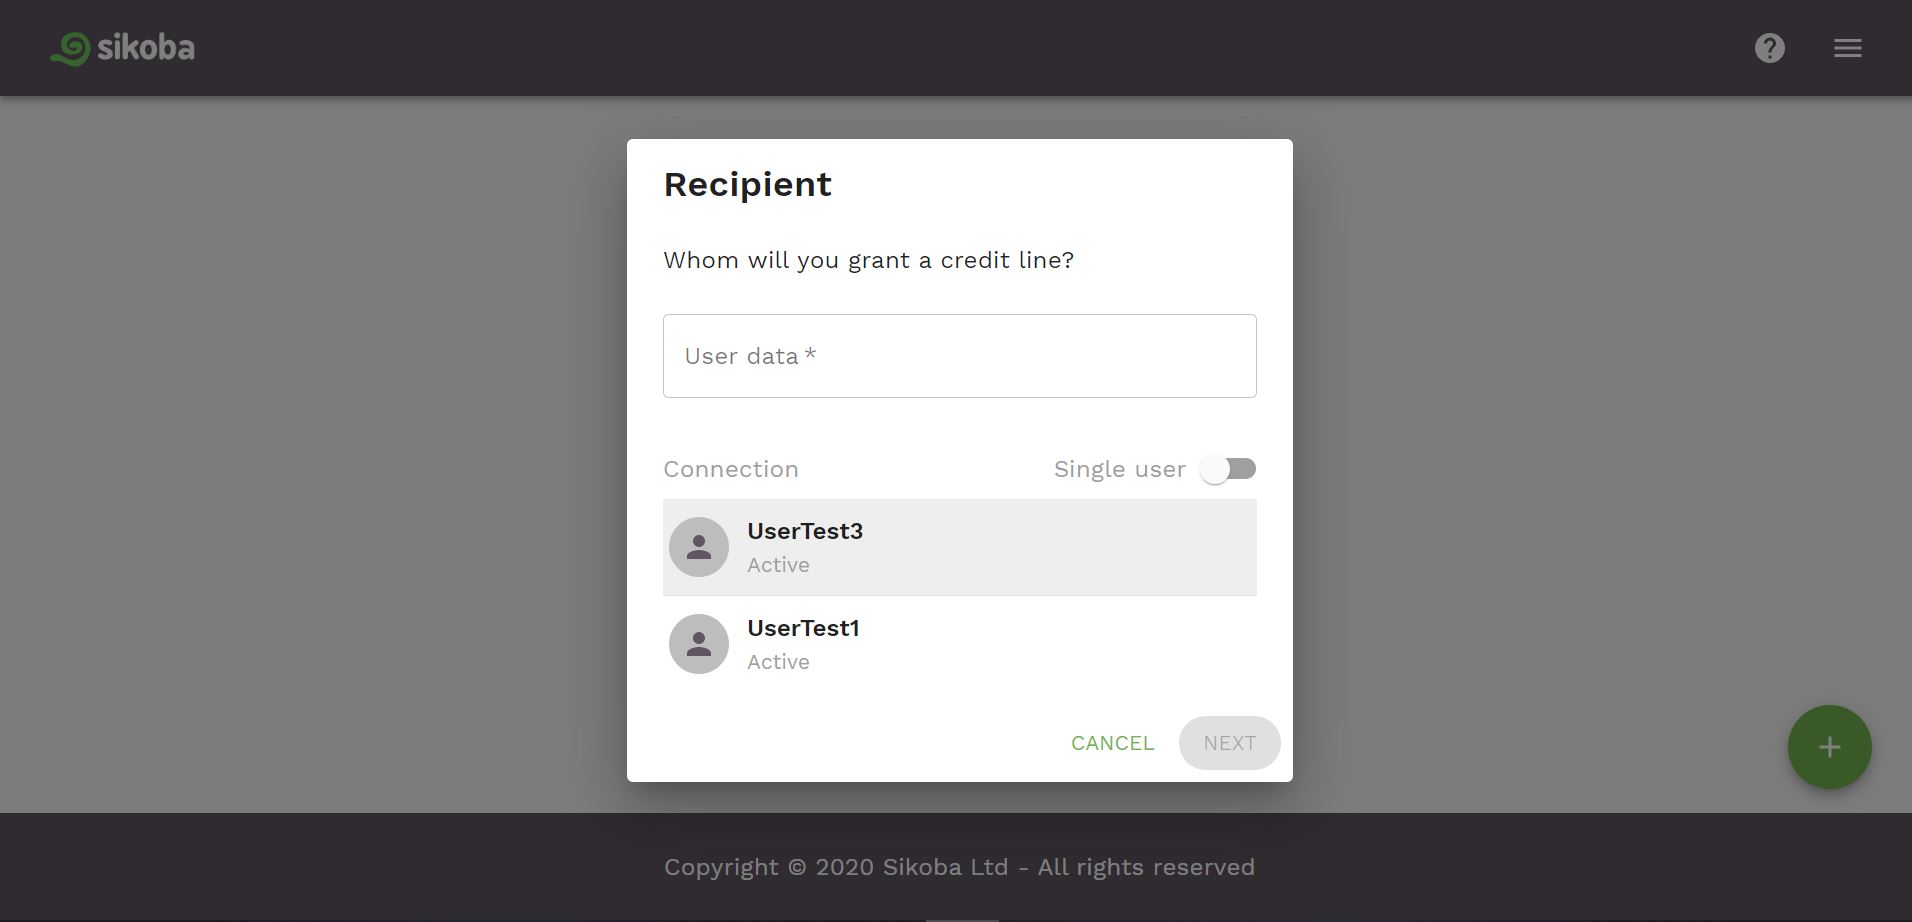 sikoba
Recipient
Whom will you grant a credit line?
User data *
Connection
Single user
UserTest3
Active
UserTest1
Active
CANCEL
NEXT
Copyright © 2020 Sikoba Ltd - All rights reserved